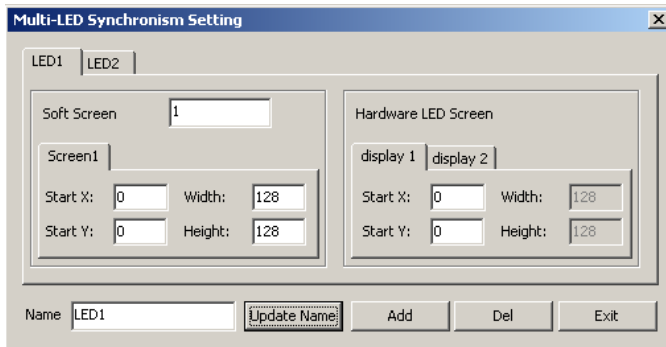 Multi-LED Synchronism Setting
LED1 LED2
Soft Screen 1
Screen1
Start X: 0 Width: 128
Start Y: 0 Height: 128
Hardware LED Screen
display 1 display 2
Start X: 0 Width: 128
Start Y: 0 Height: 128
Name LED1 Update Name Add Del Exit